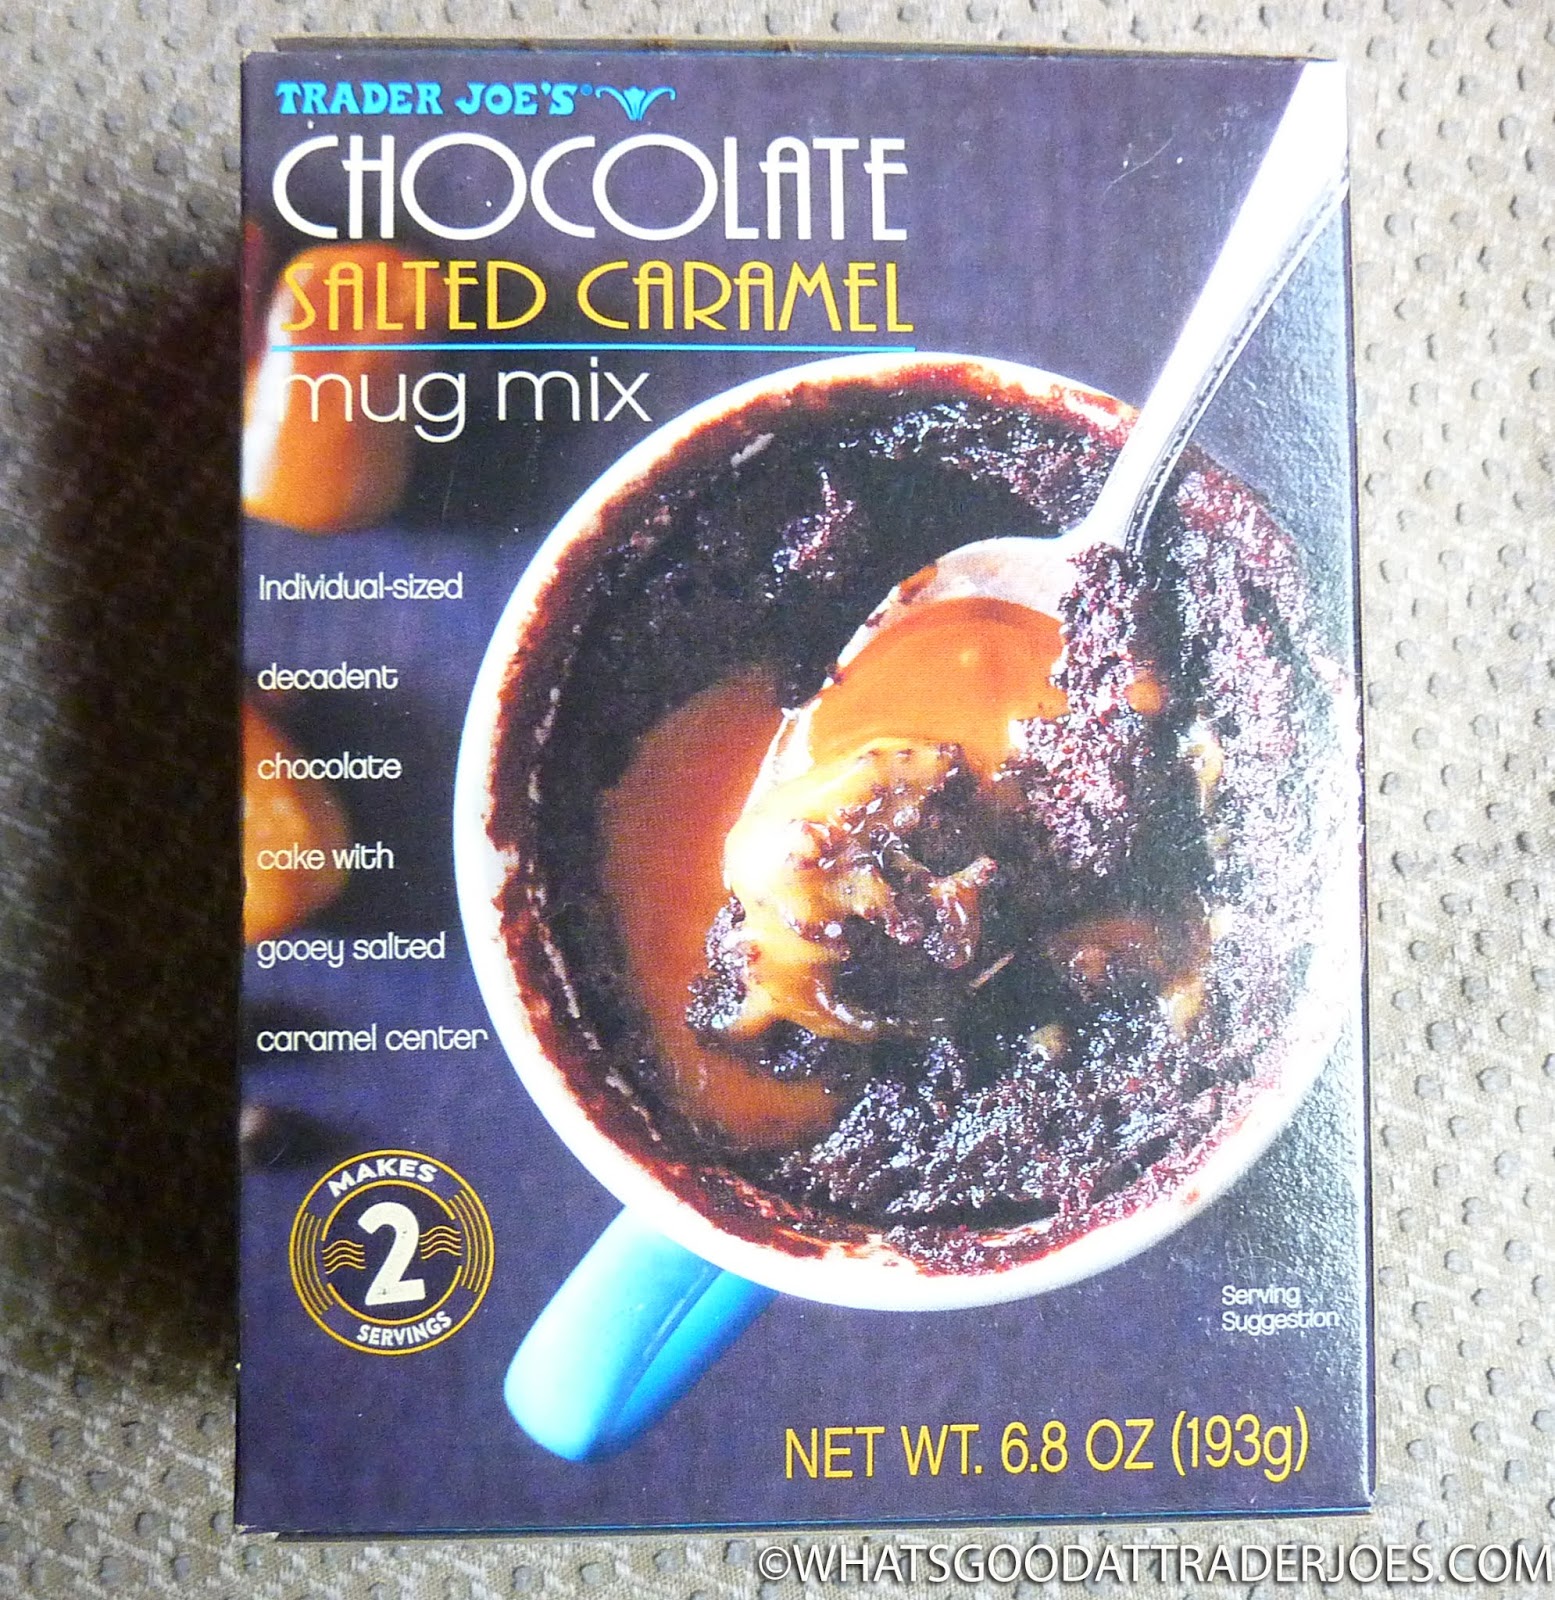 TRADER JOE'S®
CHOCOLATE
SALTED CARAMEL
mug mix
Individual-sized
decadent
chocolate
cake with
gooey salted
caramel center
MAKES
2
SERVINGS
Serving
Suggestion
NET WT. 6.8 OZ (193g)
©WHATSGOODATTRADERJOES.COM